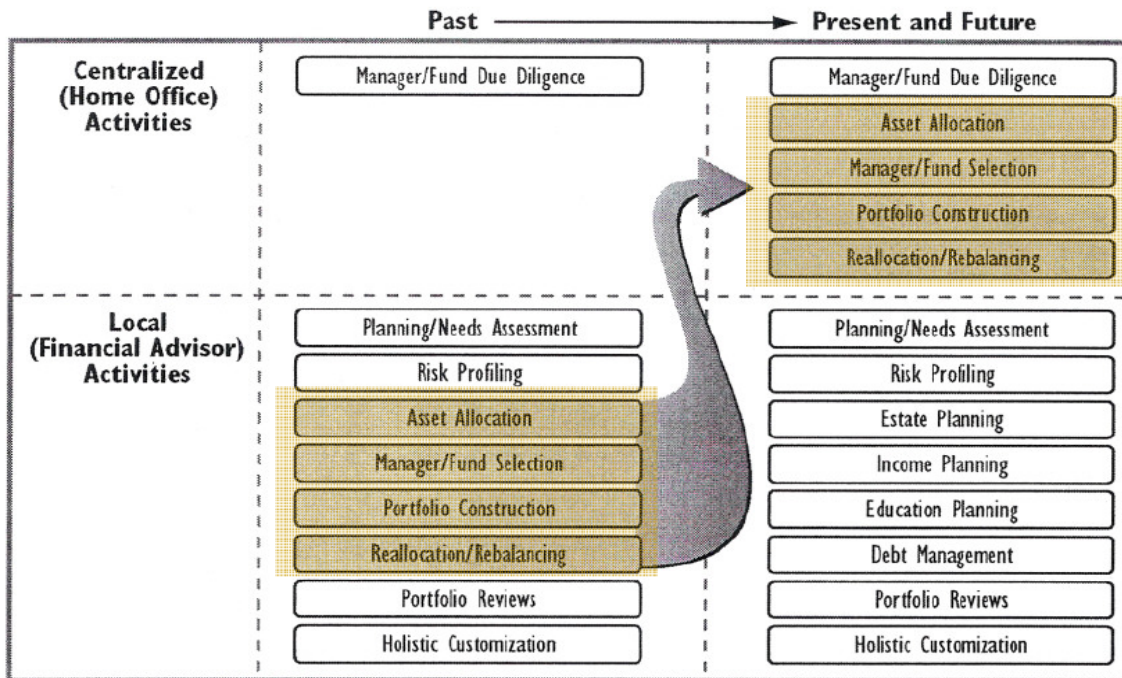 Past Present and Future
Centralized
(Home Office)
Activities
Manager/Fund Due Diligence
Manager/Fund Due Diligence
Asset Allocation
Manager/Fund Selection
Portfolio Construction
Reallocation/Rebalancing
Local
(Financial Advisor)
Activities
Planning/Needs Assessment
Risk Profiling
Asset Allocation
Manager/Fund Selection
Portfolio Construction
Reallocation/Rebalancing
Portfolio Reviews
Holistic Customization
Planning/Needs Assessment
Risk Profiling
Estate Planning
Income Planning
Education Planning
Debt Management
Portfolio Reviews
Holistic Customization